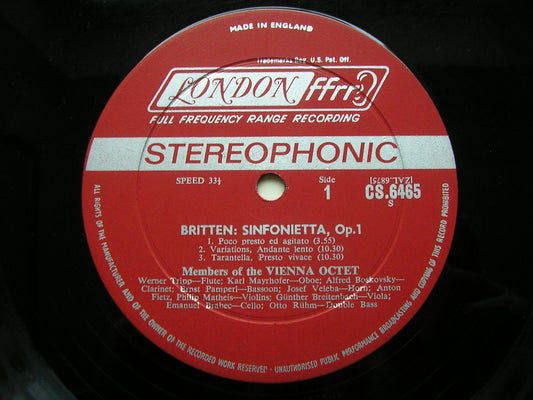 MADE IN ENGLAND
Trademarks Reg U.S. Pat. Off.
LONDON ffrr
FULL FREQUENCY RANGE RECORDING
STEREOPHONIC
SPEED 33⅓
Side
1
(ZAL.6875)
CS.6465
S
BRITTEN: SINFONIETTA, Op.1
1. Poco presto ed agitato (3.55)
2. Variations, Andante lento (10.30)
3. Tarantella, Presto vivace (10.30)
Members of the VIENNA OCTET
Werner Tripp—Flute; Karl Mayrhofer—Oboe; Alfred Boskovsky—
Clarinet; Ernst Pamperl—Bassoon; Josef Veleba—Horn; Anton
Fietz, Philip Matheis—Violins; Günther Breitenbach—Viola;
Emanuel Brabec—Cello; Otto Rühm—Double Bass
ALL RIGHTS OF THE MANUFACTURER AND OF THE OWNER OF THE RECORDED WORK RESERVED · UNAUTHORISED PUBLIC PERFORMANCE BROADCASTING AND COPYING OF THIS RECORD PROHIBITED